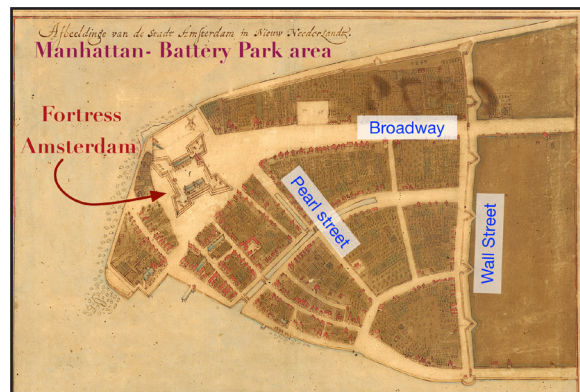 Afbeeldinge van de Stadt Amsterdam in Nieuw Neederlandt.
Manhattan- Battery Park area
Fortress
Amsterdam
Broadway
Pearl street
Wall Street